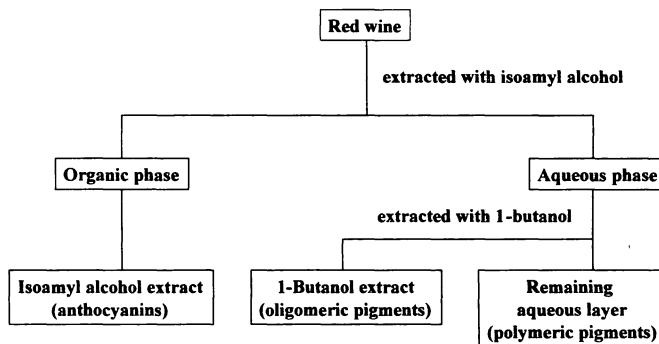 Red wine
extracted with isoamyl alcohol
Organic phase
Aqueous phase
extracted with 1-butanol
Isoamyl alcohol extract
(anthocyanins)
1-Butanol extract
(oligomeric pigments)
Remaining
aqueous layer
(polymeric pigments)